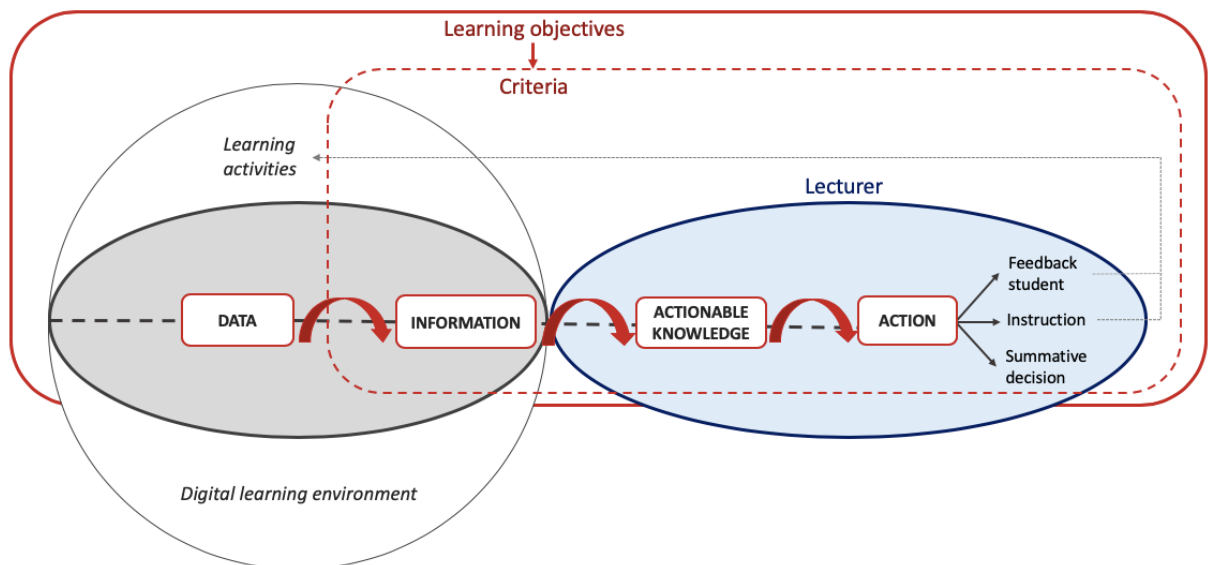 Learning objectives
Criteria
Learning
activities
Lecturer
DATA
INFORMATION
ACTIONABLE
KNOWLEDGE
ACTION
Feedback
student
Instruction
Summative
decision
Digital learning environment